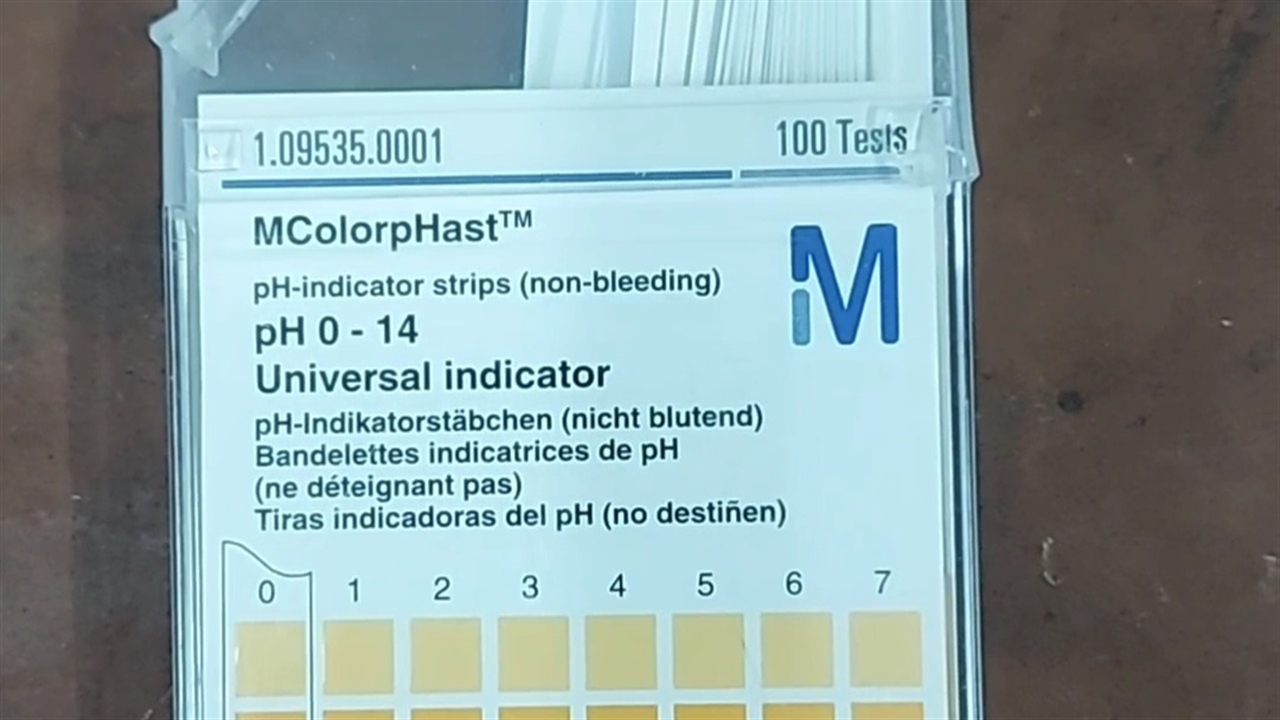 1.09535.0001 100 Tests
MColorpHast™
pH-indicator strips (non-bleeding)
pH 0 - 14
Universal indicator
pH-Indikatorstäbchen (nicht blutend)
Bandelettes indicatrices de pH
(ne déteignant pas)
Tiras indicadoras del pH (no destiñen)
M
0 1 2 3 4 5 6 7